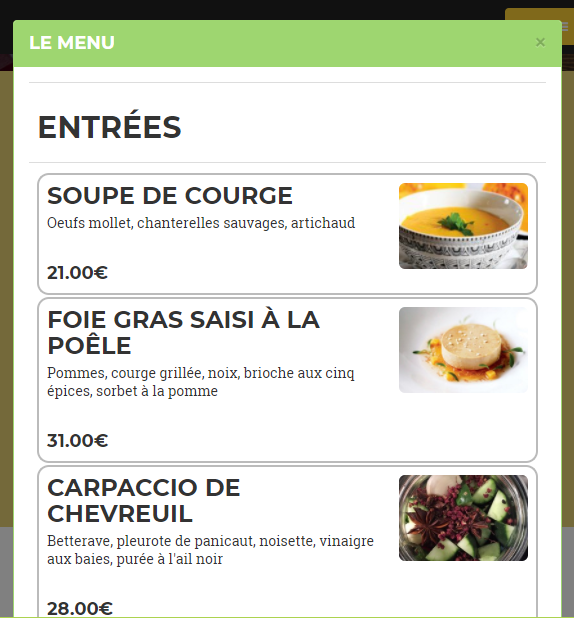 LE MENU
×
ENTRÉES
SOUPE DE COURGE
Oeufs mollet, chanterelles sauvages, artichaud
21.00€
FOIE GRAS SAISI À LA
POÊLE
Pommes, courge grillée, noix, brioche aux cinq
épices, sorbet à la pomme
31.00€
CARPACCIO DE
CHEVREUIL
Betterave, pleurote de panicaut, noisette, vinaigre
aux baies, purée à l'ail noir
28.00€